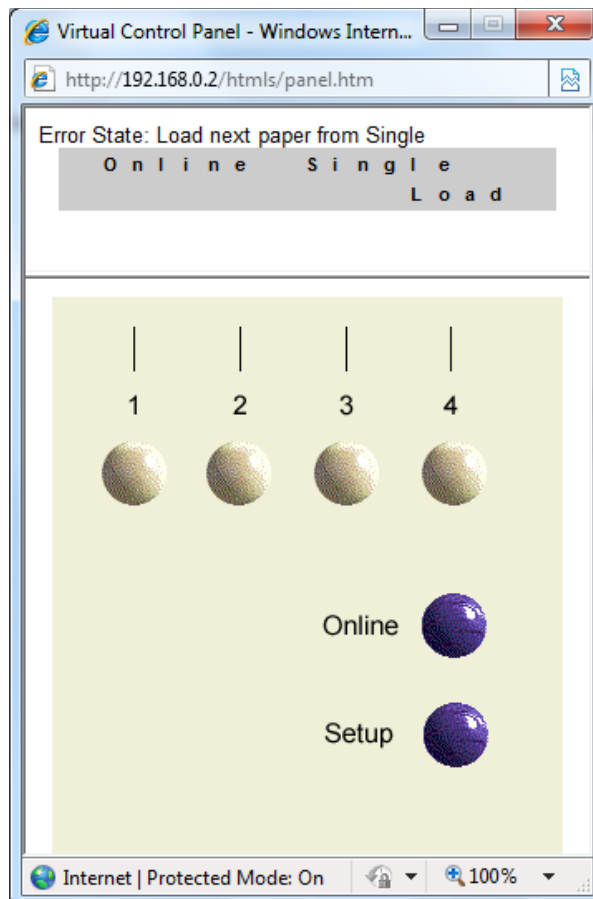 Virtual Control Panel - Windows Intern...
http://192.168.0.2/htmls/panel.htm
Error State: Load next paper from Single
Online Single
Load
1 2 3 4
Online
Setup
Internet | Protected Mode: On 100%